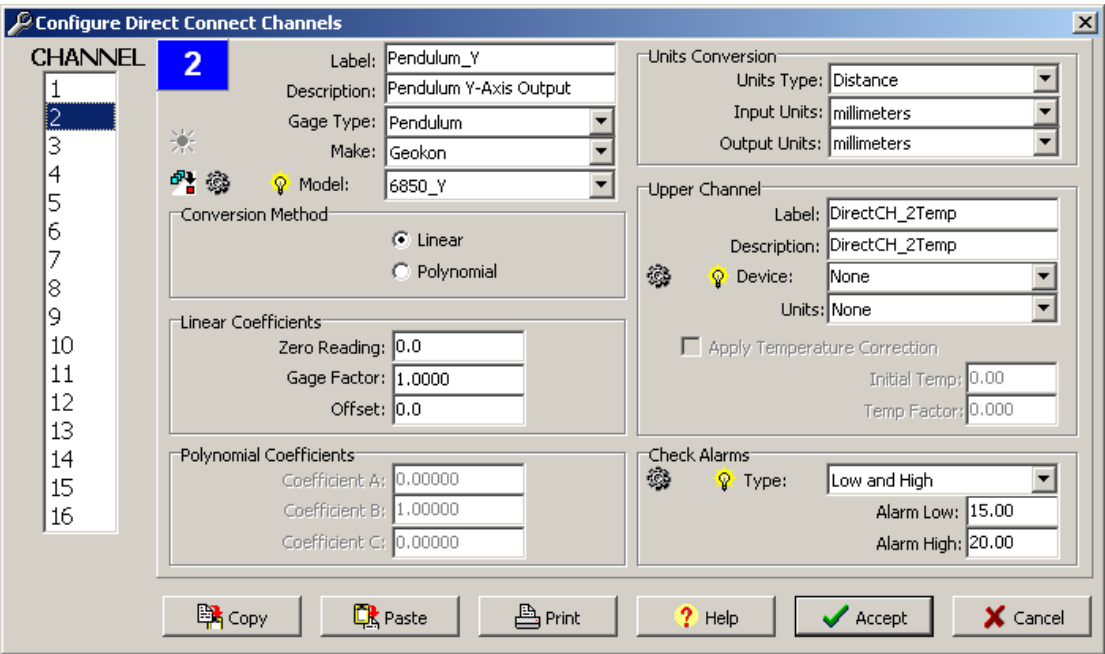 Configure Direct Connect Channels
CHANNEL
1
2
3
4
5
6
7
8
9
10
11
12
13
14
15
16
2
Label: Pendulum_Y
Description: Pendulum Y-Axis Output
Gage Type: Pendulum
Make: Geokon
Model: 6850_Y
Conversion Method
Linear
Polynomial
Linear Coefficients
Zero Reading: 0.0
Gage Factor: 1.0000
Offset: 0.0
Polynomial Coefficients
Coefficient A: 0.00000
Coefficient B: 1.00000
Coefficient C: 0.00000
Units Conversion
Units Type: Distance
Input Units: millimeters
Output Units: millimeters
Upper Channel
Label: DirectCH_2Temp
Description: DirectCH_2Temp
Device: None
Units: None
Apply Temperature Correction
Initial Temp: 0.00
Temp Factor: 0.000
Check Alarms
Type: Low and High
Alarm Low: 15.00
Alarm High: 20.00
Copy Paste Print Help Accept Cancel